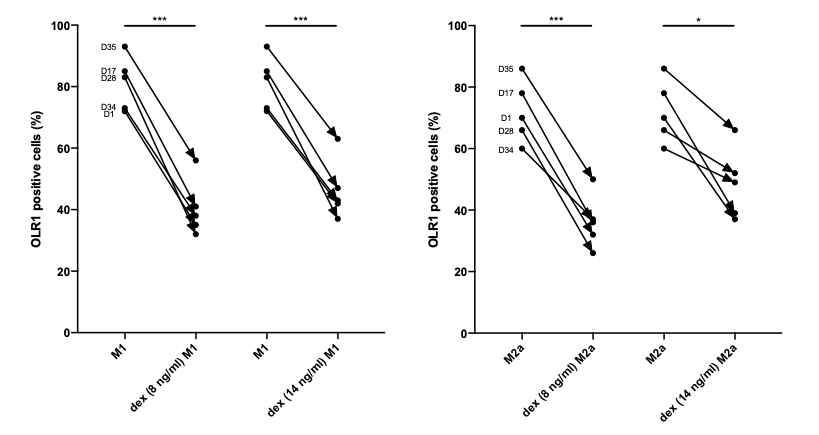 ***
***
100
80
60
40
20
0
OLR1 positive cells (%)
D35
D17
D28
D34
D1
M1
dex (8 ng/ml) M1
M1
dex (14 ng/ml) M1
***
*
100
80
60
40
20
0
OLR1 positive cells (%)
D35
D17
D1
D28
D34
M2a
dex (8 ng/ml) M2a
M2a
dex (14 ng/ml) M2a